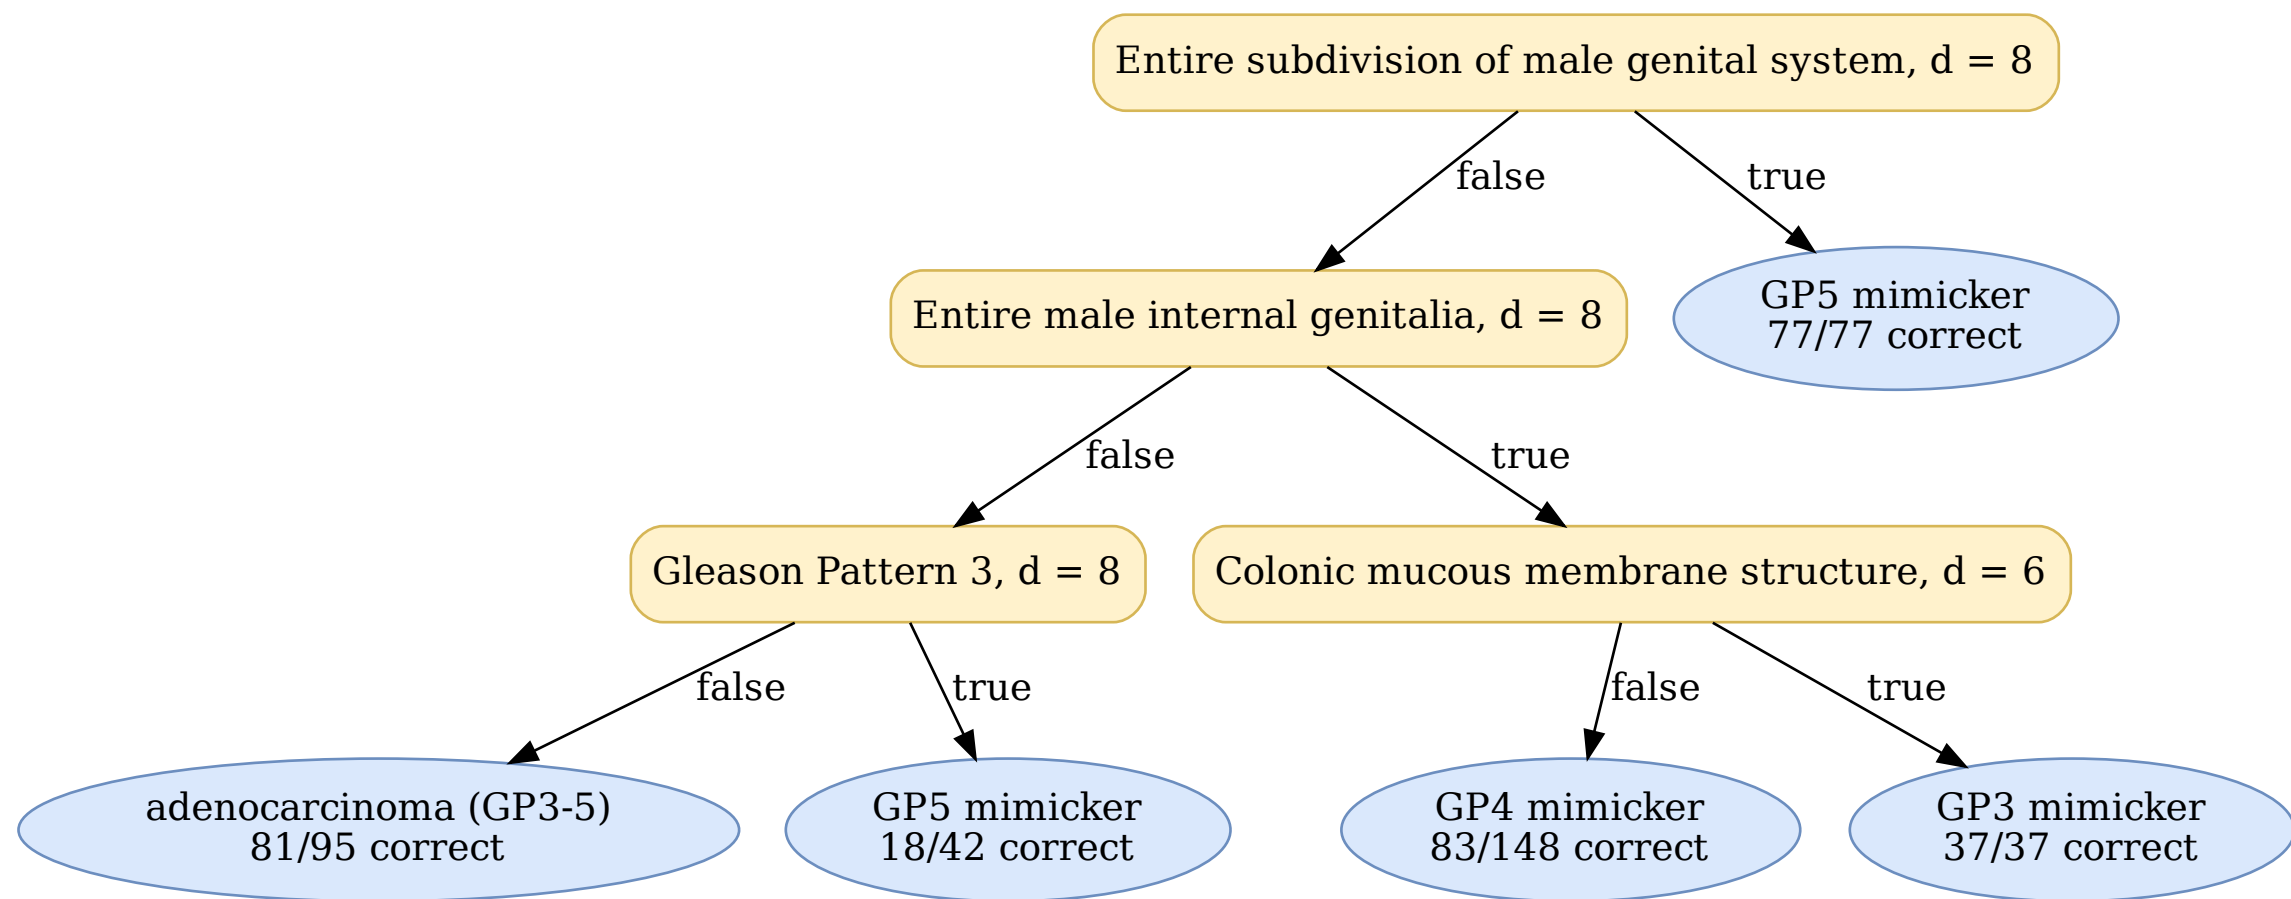 Entire subdivision of male genital system, d = 8
false
true
Entire male internal genitalia, d = 8
GP5 mimicker
77/77 correct
false
true
Gleason Pattern 3, d = 8
Colonic mucous membrane structure, d = 6
false
true
false
true
adenocarcinoma (GP3-5)
81/95 correct
GP5 mimicker
18/42 correct
GP4 mimicker
83/148 correct
GP3 mimicker
37/37 correct